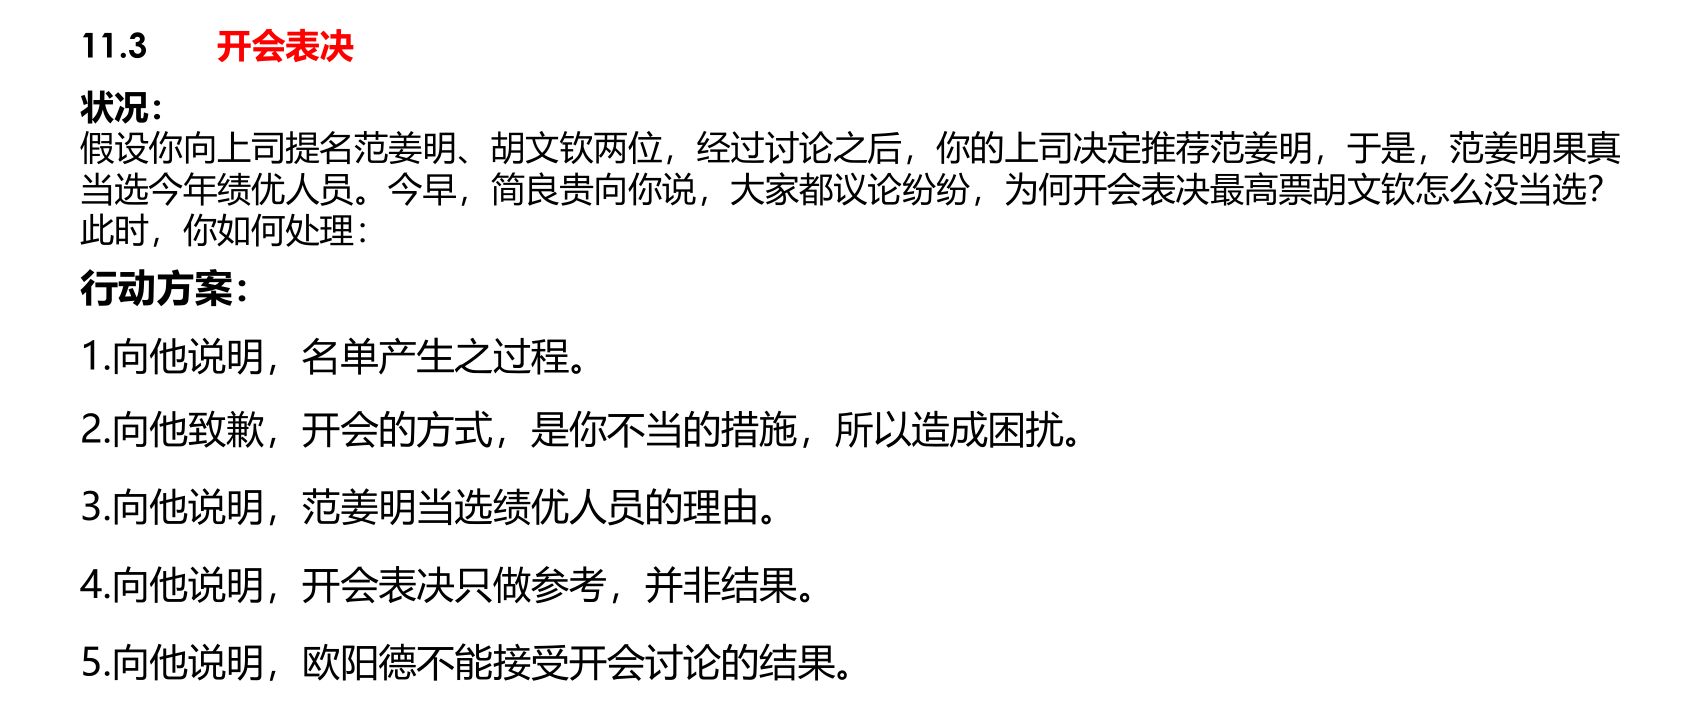 11.3 开会表决
状况：
假设你向上司提名范姜明、胡文钦两位，经过讨论之后，你的上司决定推荐范姜明，于是，范姜明果真
当选今年绩优人员。今早，简良贵向你说，大家都议论纷纷，为何开会表决最高票胡文钦怎么没当选？
此时，你如何处理：
行动方案：
1.向他说明，名单产生之过程。
2.向他致歉，开会的方式，是你不当的措施，所以造成困扰。
3.向他说明，范姜明当选绩优人员的理由。
4.向他说明，开会表决只做参考，并非结果。
5.向他说明，欧阳德不能接受开会讨论的结果。